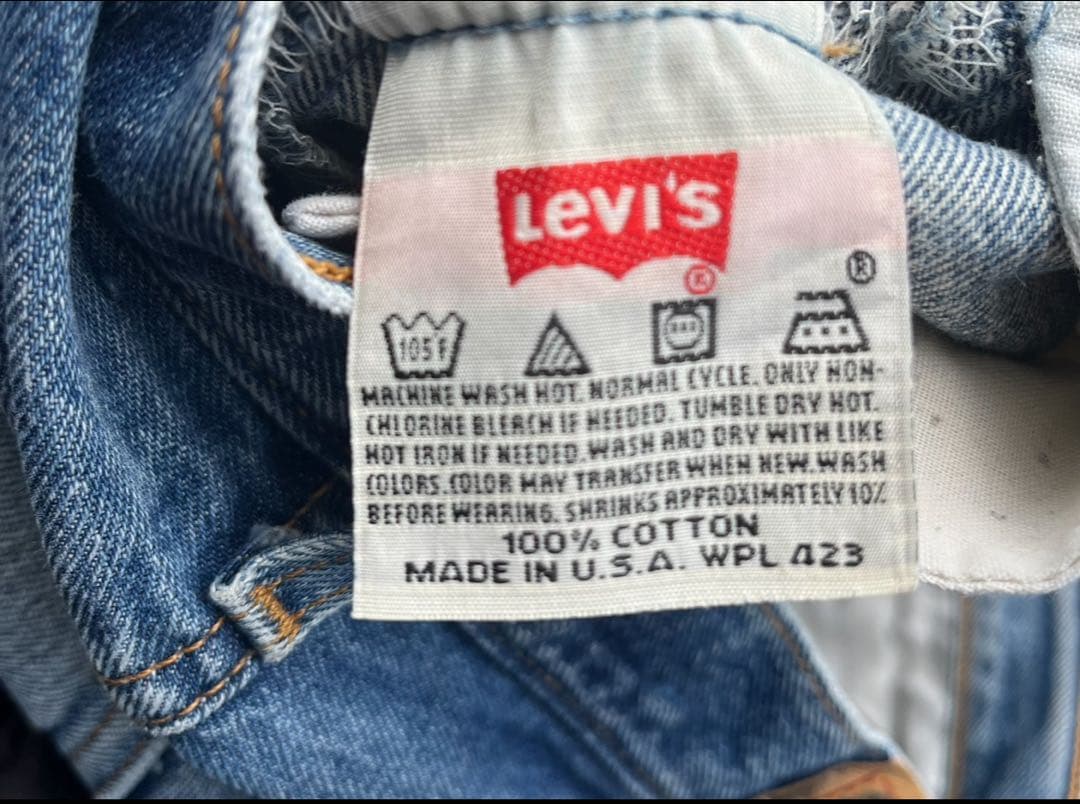 LEVI'S
®
®
105F
MACHINE WASH HOT. NORMAL CYCLE. ONLY NON-
CHLORINE BLEACH IF NEEDED. TUMBLE DRY HOT.
HOT IRON IF NEEDED. WASH AND DRY WITH LIKE
COLORS. COLOR MAY TRANSFER WHEN NEW. WASH
BEFORE WEARING. SHRINKS APPROXIMATELY 10%
100% COTTON
MADE IN U.S.A. WPL 423